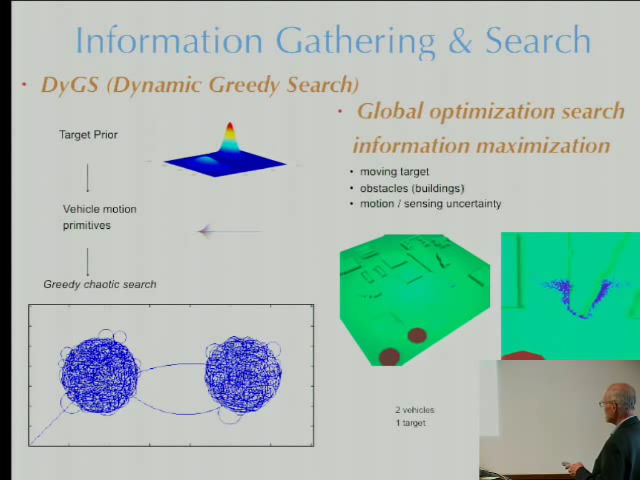 Information Gathering & Search
• DyGS (Dynamic Greedy Search)
Target Prior
Vehicle motion
primitives
Greedy chaotic search
• Global optimization search
information maximization
• moving target
• obstacles (buildings)
• motion / sensing uncertainty
2 vehicles
1 target